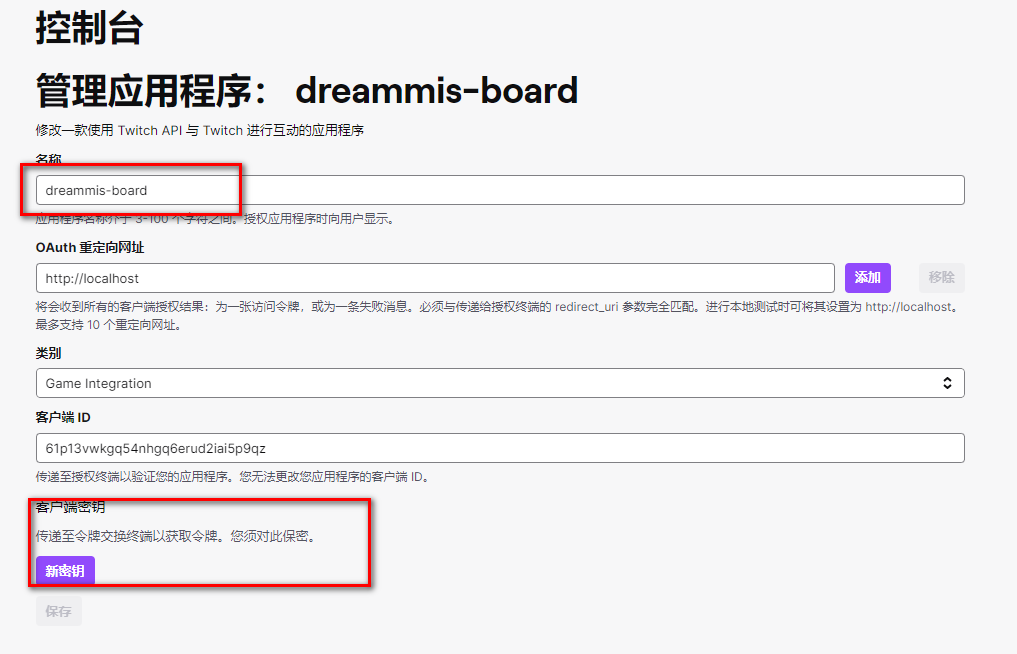 控制台
管理应用程序： dreammis-board
修改一款使用 Twitch API 与 Twitch 进行互动的应用程序
名称
dreammis-board
应用程序名称介于 3-100 个字符之间。授权应用程序时向用户显示。
OAuth 重定向网址
http://localhost
添加
移除
将会收到所有的客户端授权结果：为一张访问令牌，或为一条失败消息。必须与传递给授权终端的 redirect_uri 参数完全匹配。进行本地测试时可将其设置为 http://localhost。
最多支持 10 个重定向网址。
类别
Game Integration
客户端 ID
61p13vwkgq54nhgq6erud2iai5p9qz
传递至授权终端以验证您的应用程序。您无法更改您应用程序的客户端 ID。
客户端密钥
传递至令牌交换终端以获取令牌。您须对此保密。
新密钥
保存